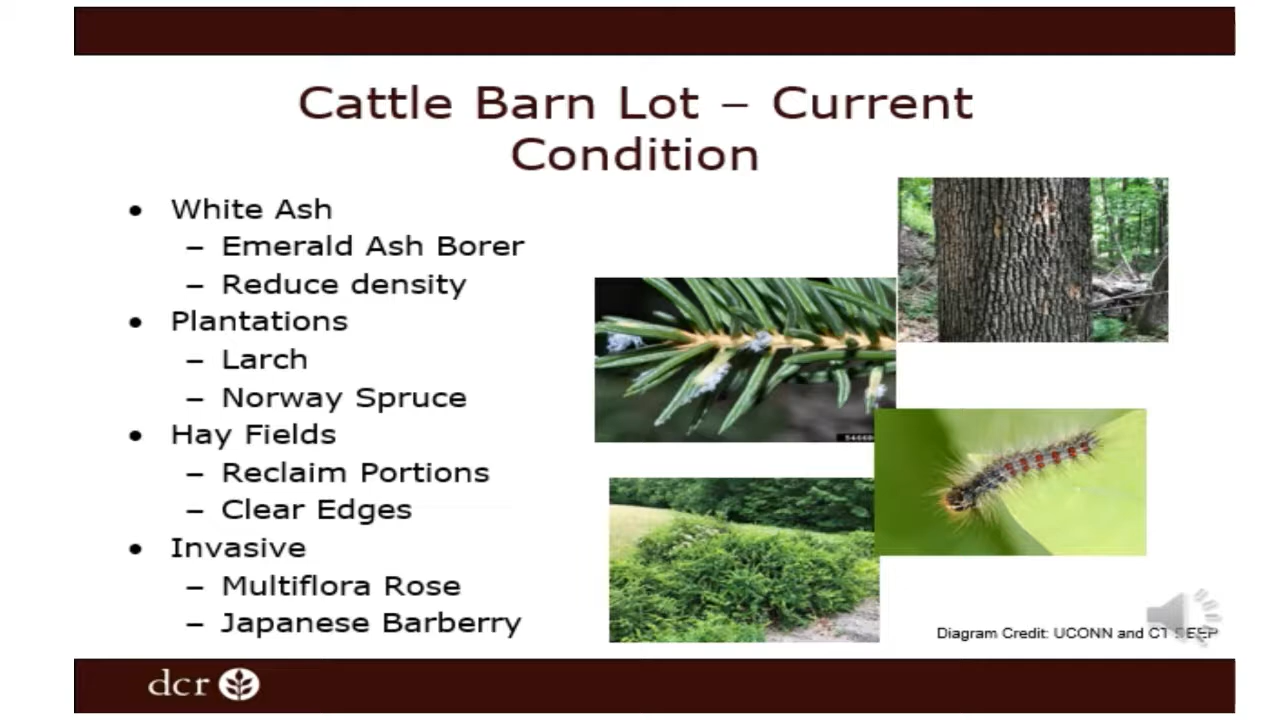 Cattle Barn Lot – Current
Condition
• White Ash
– Emerald Ash Borer
– Reduce density
• Plantations
– Larch
– Norway Spruce
• Hay Fields
– Reclaim Portions
– Clear Edges
• Invasive
– Multiflora Rose
– Japanese Barberry
Diagram Credit: UCONN and CT DEEP
dcr